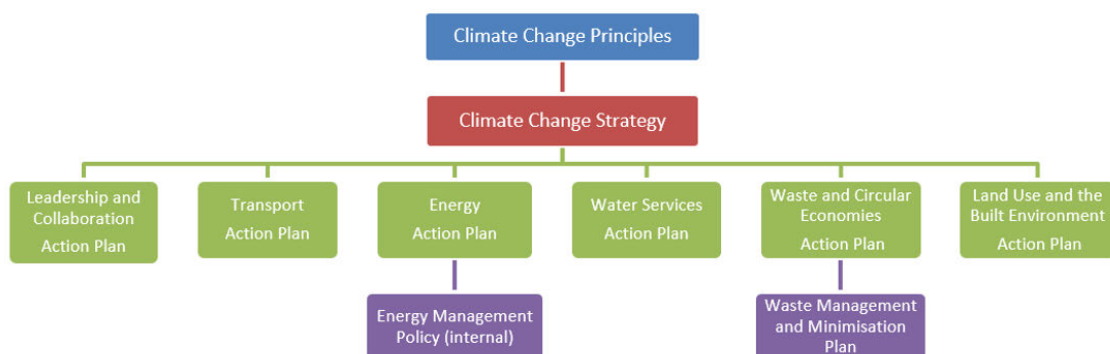 Climate Change Principles
Climate Change Strategy
Leadership and
Collaboration
Action Plan
Transport
Action Plan
Energy
Action Plan
Water Services
Action Plan
Waste and Circular
Economies
Action Plan
Land Use and the
Built Environment
Action Plan
Energy Management
Policy (internal)
Waste Management
and Minimisation
Plan